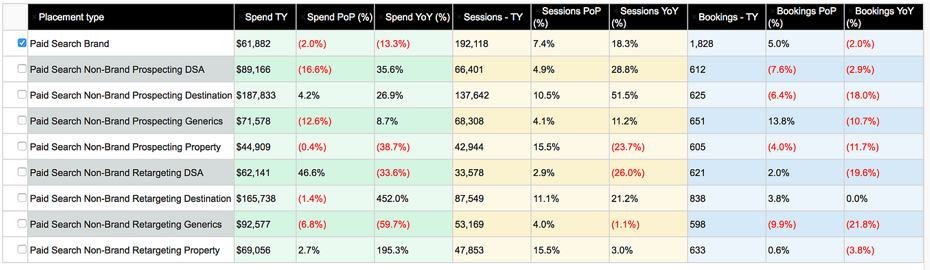 Placement type Spend TY Spend PoP (%) Spend YoY (%) Sessions - TY Sessions PoP (%) Sessions YoY (%) Bookings - TY Bookings PoP (%) Bookings YoY (%)
Paid Search Brand $61,882 (2.0%) (13.3%) 192,118 7.4% 18.3% 1,828 5.0% (2.0%)
Paid Search Non-Brand Prospecting DSA $89,166 (16.6%) 35.6% 66,401 4.9% 28.8% 612 (7.6%) (2.9%)
Paid Search Non-Brand Prospecting Destination $187,833 4.2% 26.9% 137,642 10.5% 51.5% 625 (6.4%) (18.0%)
Paid Search Non-Brand Prospecting Generics $71,578 (12.6%) 8.7% 68,308 4.1% 11.2% 651 13.8% (10.7%)
Paid Search Non-Brand Prospecting Property $44,909 (0.4%) (38.7%) 42,944 15.5% (23.7%) 605 (4.0%) (11.7%)
Paid Search Non-Brand Retargeting DSA $62,141 46.6% (33.6%) 33,578 2.9% (26.0%) 621 2.0% (19.6%)
Paid Search Non-Brand Retargeting Destination $165,738 (1.4%) 452.0% 87,549 11.1% 21.2% 838 3.8% 0.0%
Paid Search Non-Brand Retargeting Generics $92,577 (6.8%) (59.7%) 53,169 4.0% (1.1%) 598 (9.9%) (21.8%)
Paid Search Non-Brand Retargeting Property $69,056 2.7% 195.3% 47,853 15.5% 3.0% 633 0.6% (3.8%)